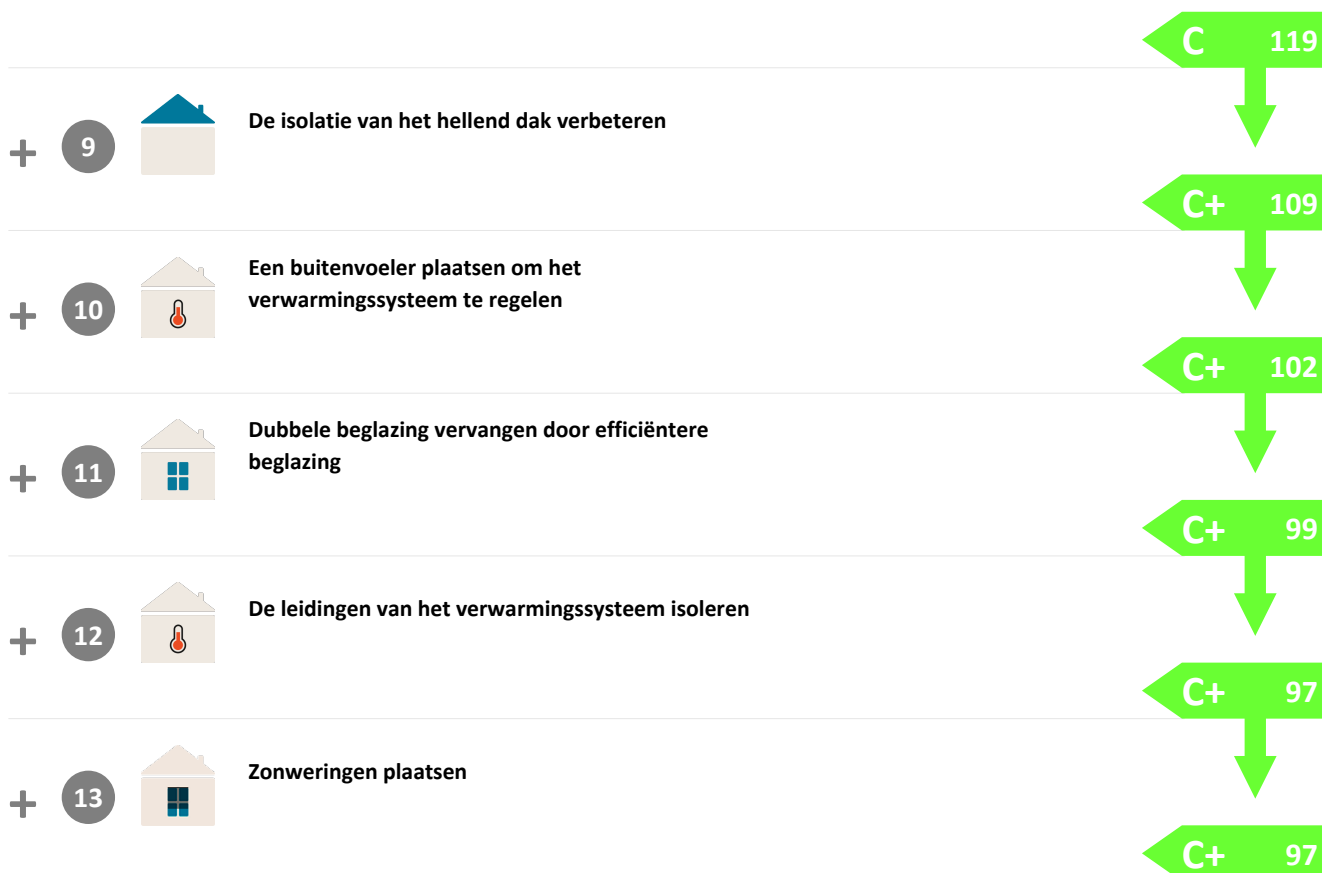 C 119
De isolatie van het hellend dak verbeteren
+ 9
C+ 109
Een buitenvoeler plaatsen om het
verwarmingssysteem te regelen
+ 10
C+ 102
Dubbele beglazing vervangen door efficiëntere
beglazing
+ 11
C+ 99
De leidingen van het verwarmingssysteem isoleren
+ 12
C+ 97
Zonweringen plaatsen
+ 13
C+ 97